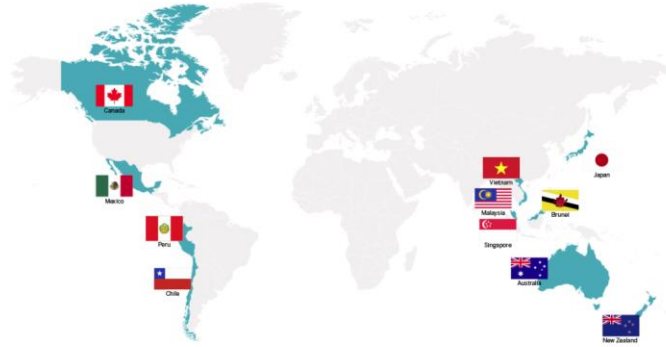 Canada
Mexico
Peru
Chile
Vietnam
Japan
Malaysia
Brunei
Singapore
Australia
New Zealand